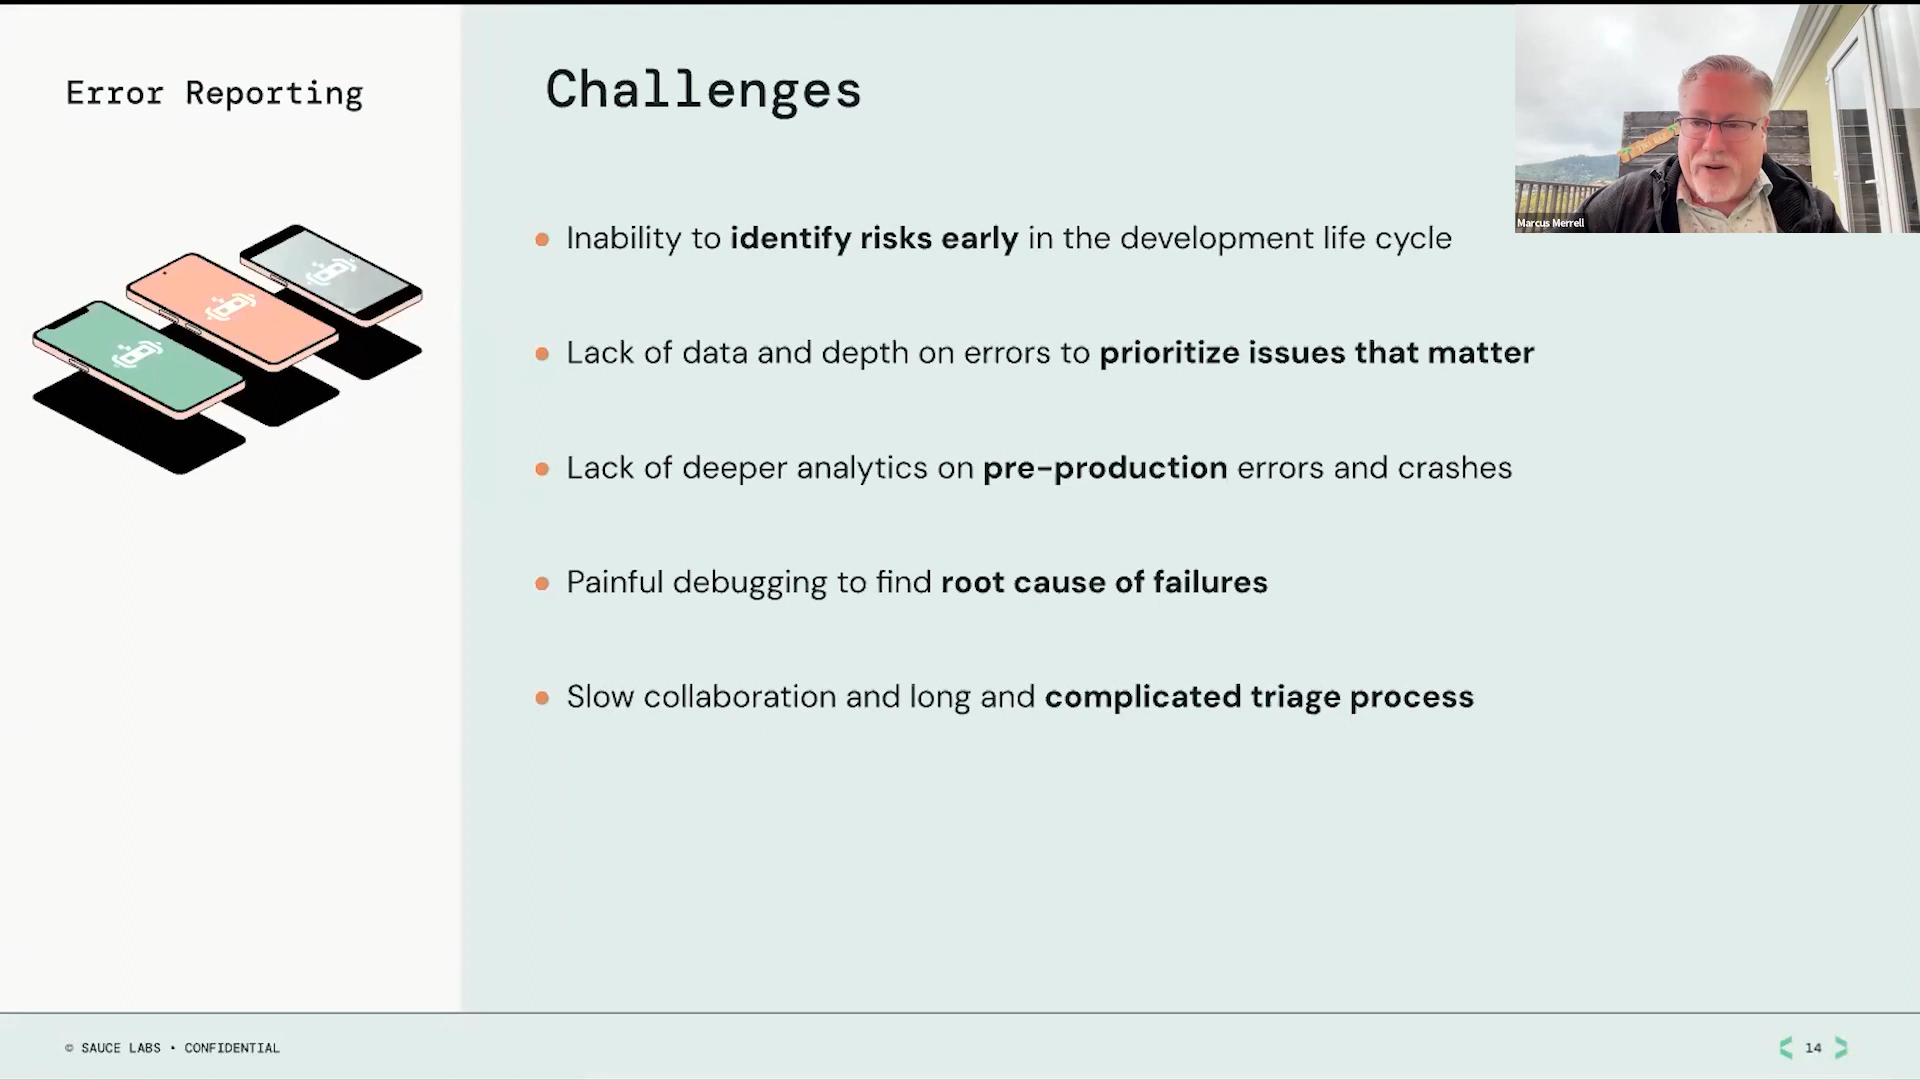 Error Reporting
Challenges
Inability to identify risks early in the development life cycle
Lack of data and depth on errors to prioritize issues that matter
Lack of deeper analytics on pre-production errors and crashes
Painful debugging to find root cause of failures
Slow collaboration and long and complicated triage process
Marcus Merrell
© SAUCE LABS • CONFIDENTIAL
< 14 >